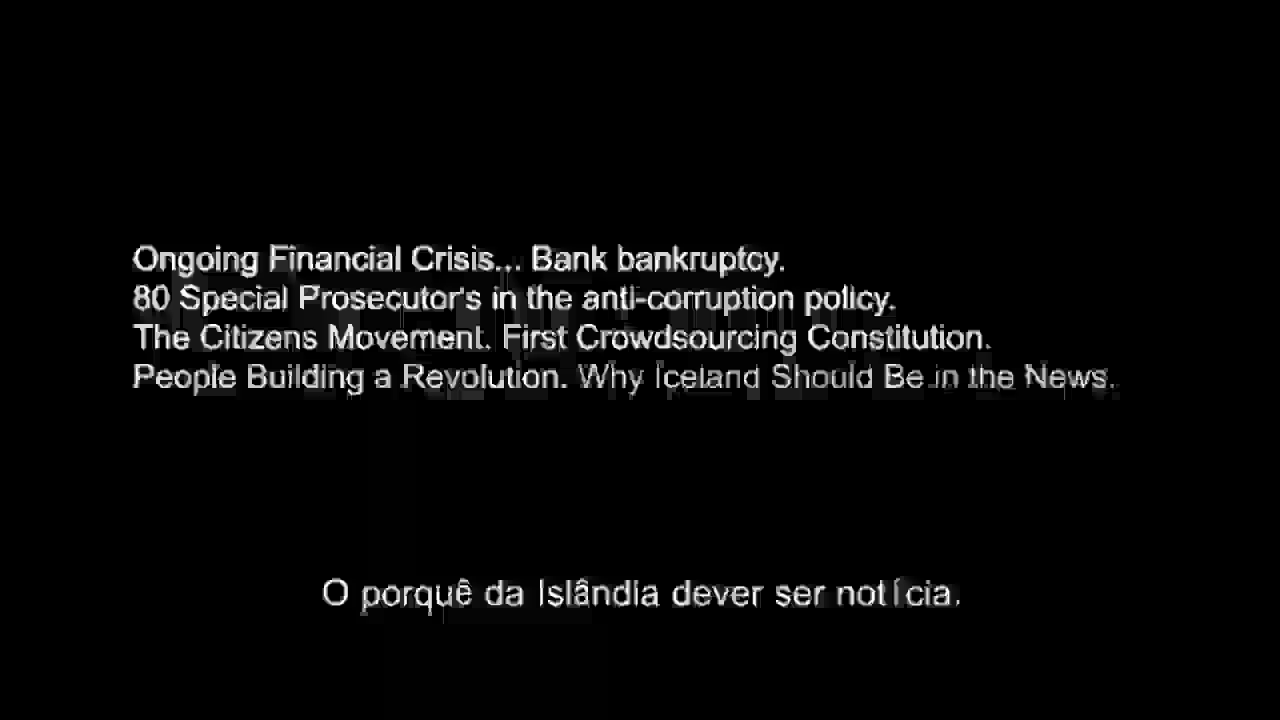 Ongoing Financial Crisis... Bank bankruptcy.
80 Special Prosecutor's in the anti-corruption policy.
The Citizens Movement. First Crowdsourcing Constitution.
People Building a Revolution. Why Iceland Should Be in the News.
O porquê da Islândia dever ser notícia.